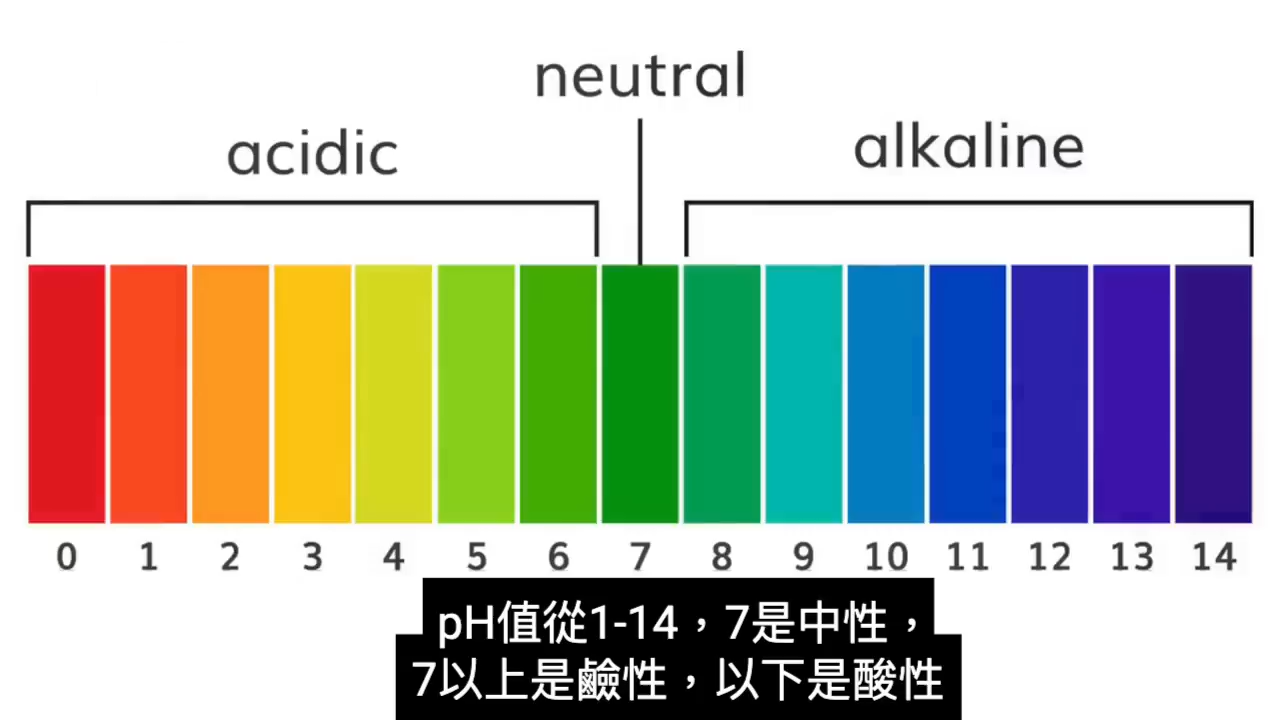 neutral
acidic
alkaline
0 1 2 3 4 5 6 7 8 9 10 11 12 13 14
pH值從1-14，7是中性，
7以上是鹼性，以下是酸性